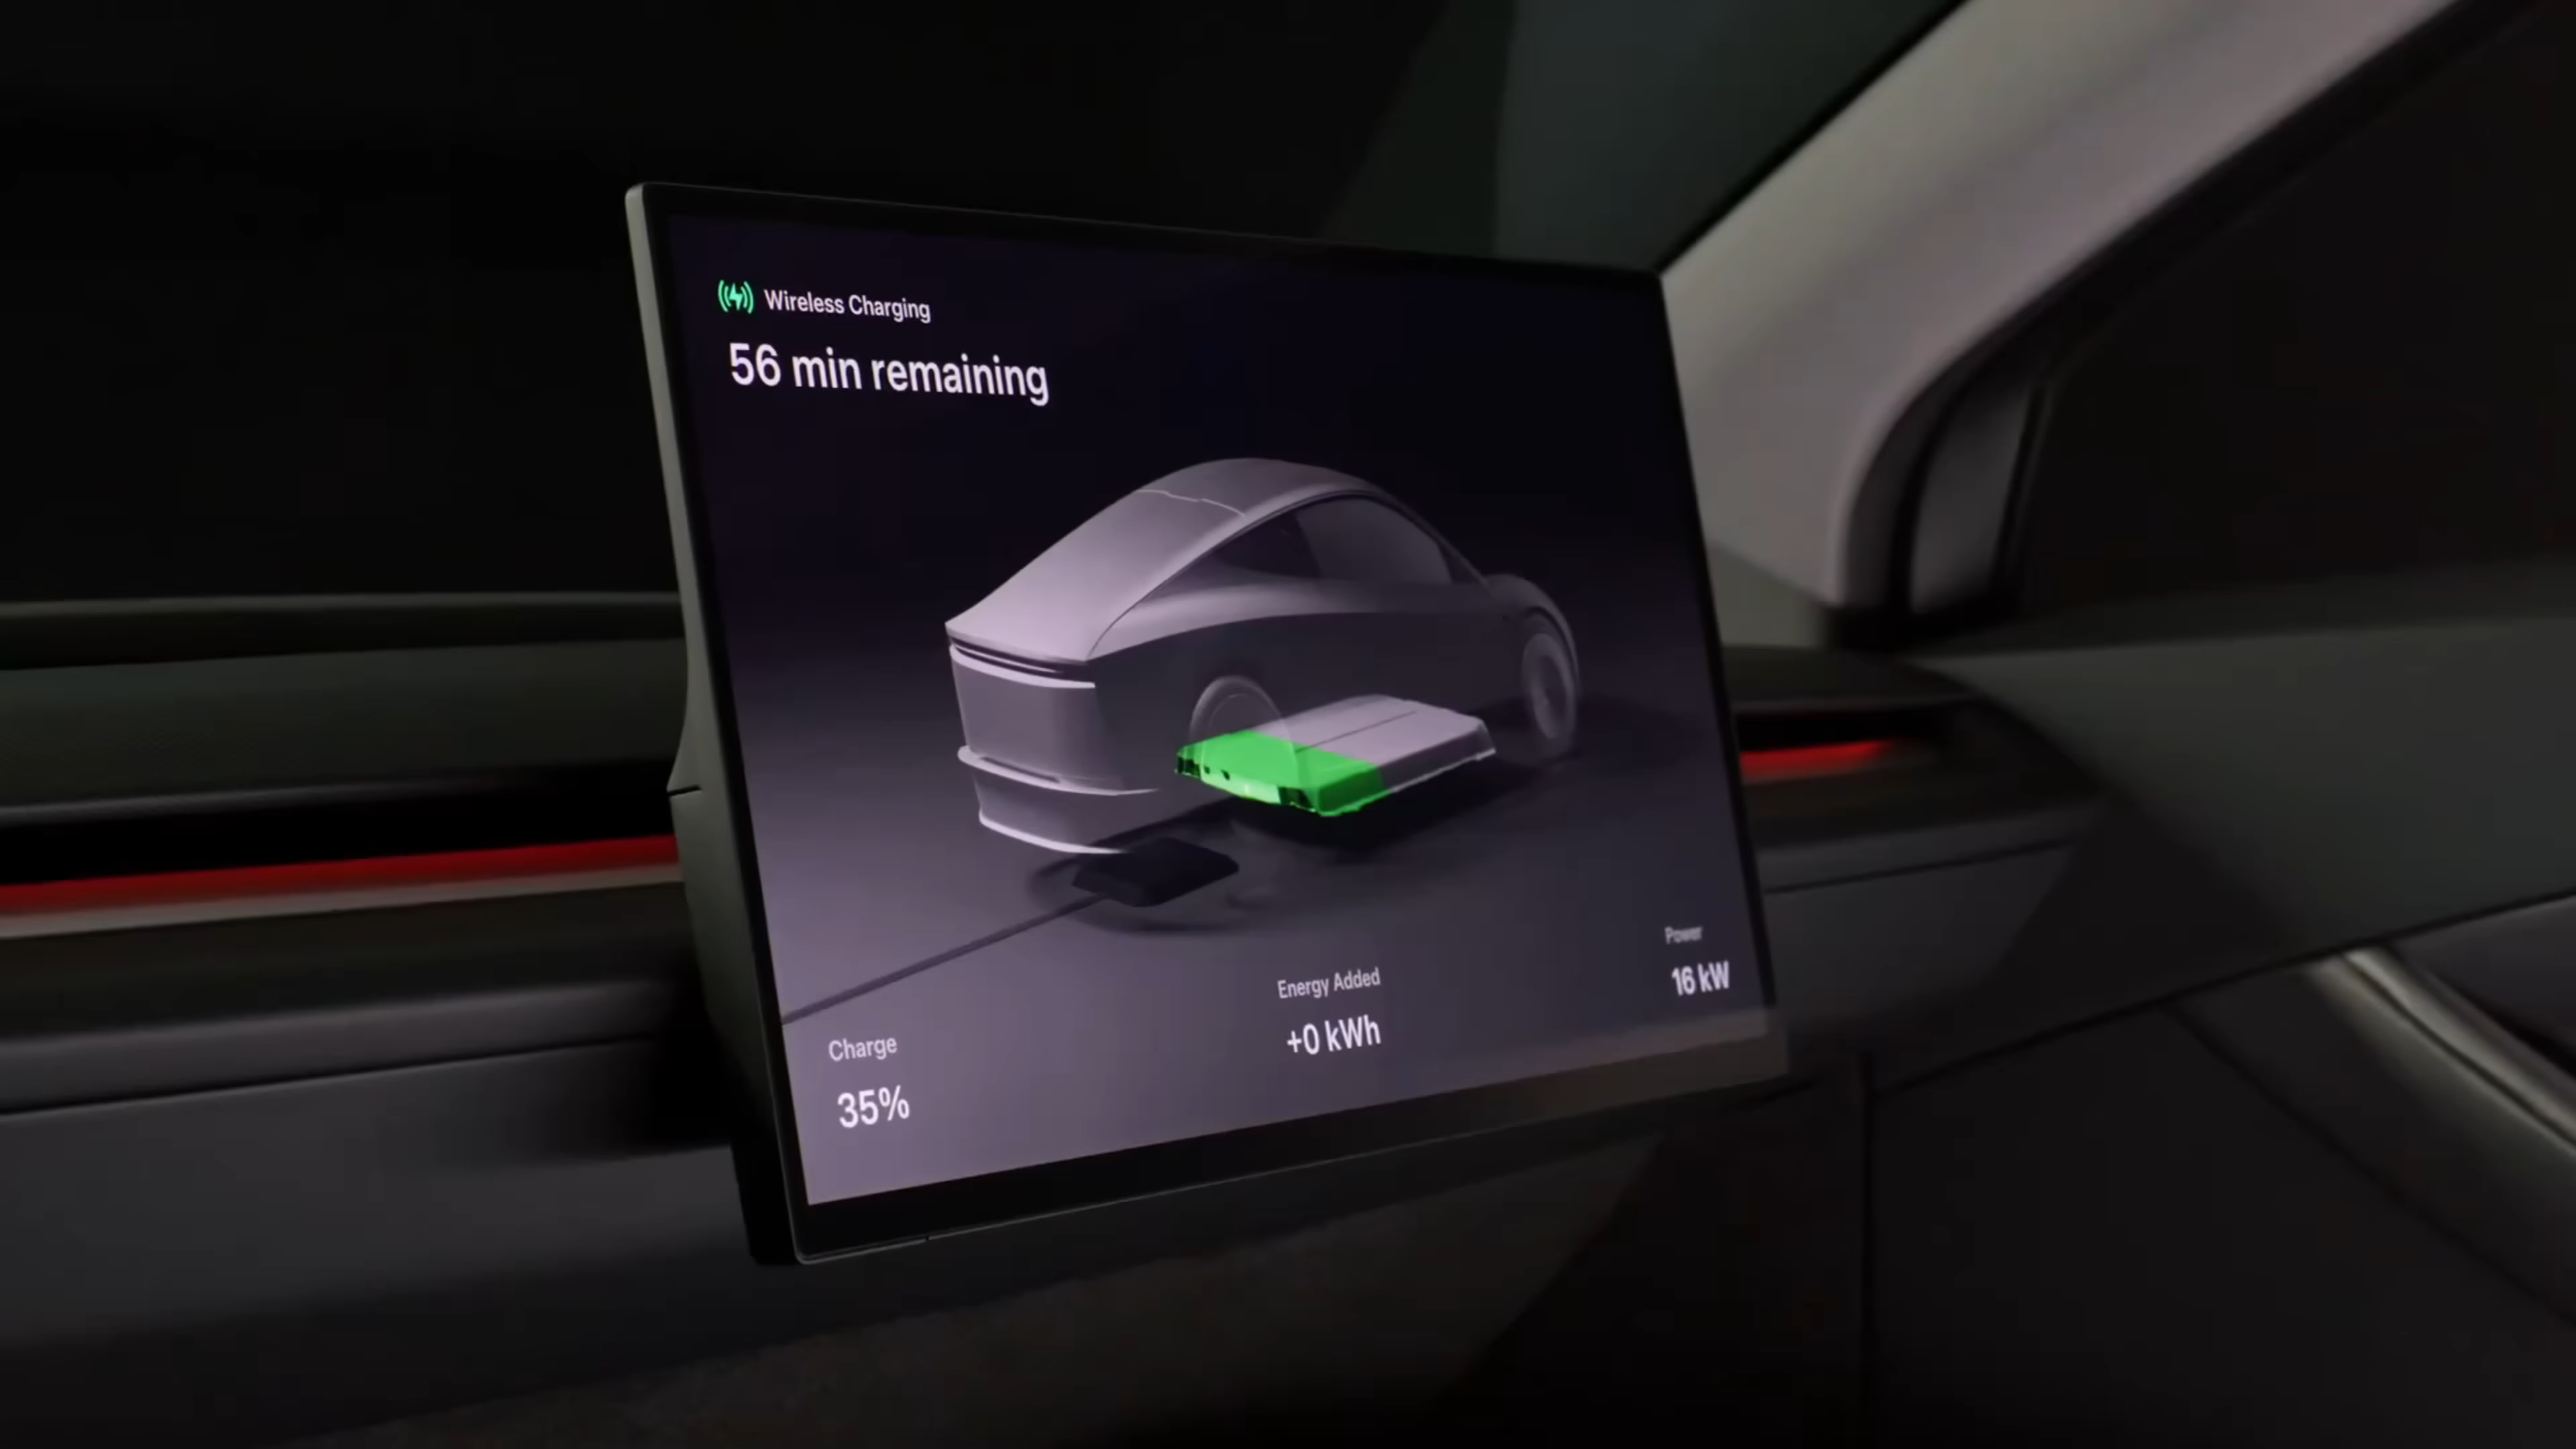 Wireless Charging
56 min remaining
Charge
35%
Energy Added
+0 kWh
Power
16 kW